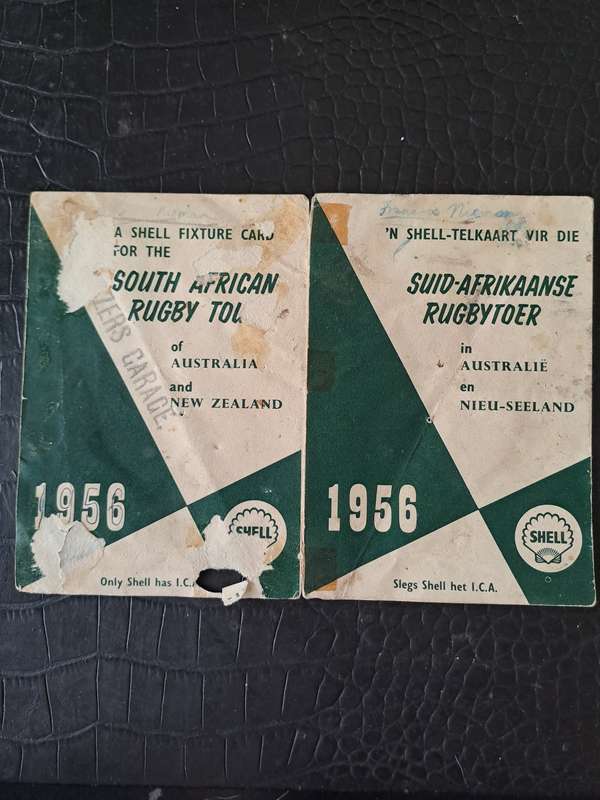 A SHELL FIXTURE CARD
FOR THE
SOUTH AFRICAN
RUGBY TOU
of
AUSTRALIA
and
NEW ZEALAND
ZERS GARAGE,
1956
SHELL
Only Shell has I.C.A
'N SHELL-TELKAART VIR DIE
SUID-AFRIKAANSE
RUGBYTOER
in
AUSTRALIË
en
NIEU-SEELAND
1956
SHELL
Slegs Shell het I.C.A.